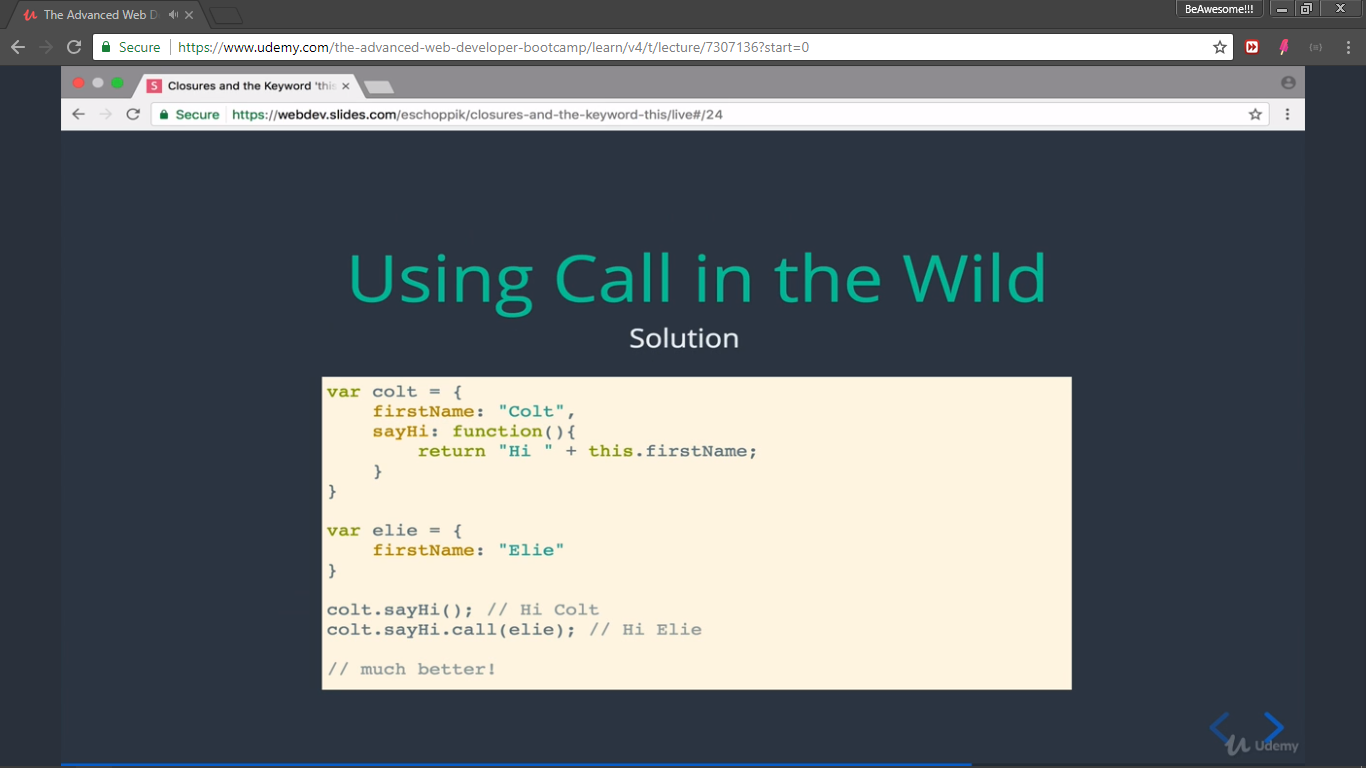 The Advanced Web D
BeAwesome!!!
Secure https://www.udemy.com/the-advanced-web-developer-bootcamp/learn/v4/t/lecture/7307136?start=0
S Closures and the Keyword 'this
Secure https://webdev.slides.com/eschoppik/closures-and-the-keyword-this/live#/24
Using Call in the Wild
Solution
var colt = {
    firstName: "Colt",
    sayHi: function(){
        return "Hi " + this.firstName;
    }
}

var elie = {
    firstName: "Elie"
}

colt.sayHi(); // Hi Colt
colt.sayHi.call(elie); // Hi Elie

// much better!
Udemy